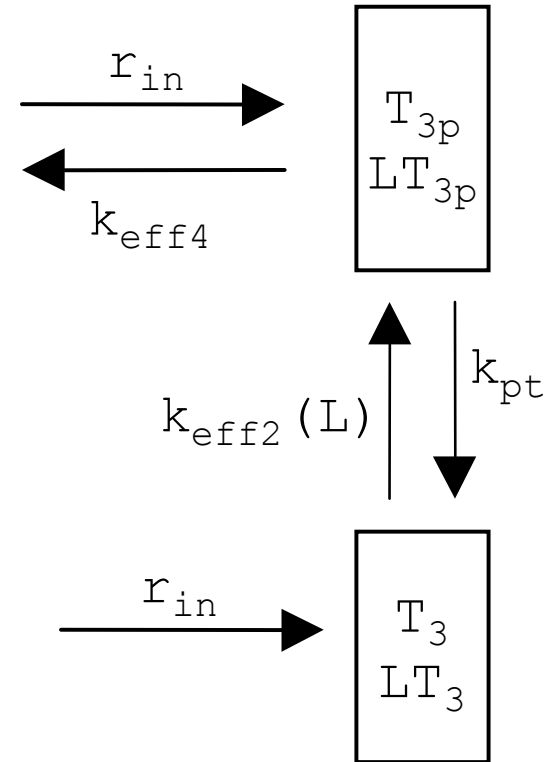 r_in
T_3p
LT_3p
k_eff4
k_pt
k_eff2 (L)
r_in
T_3
LT_3